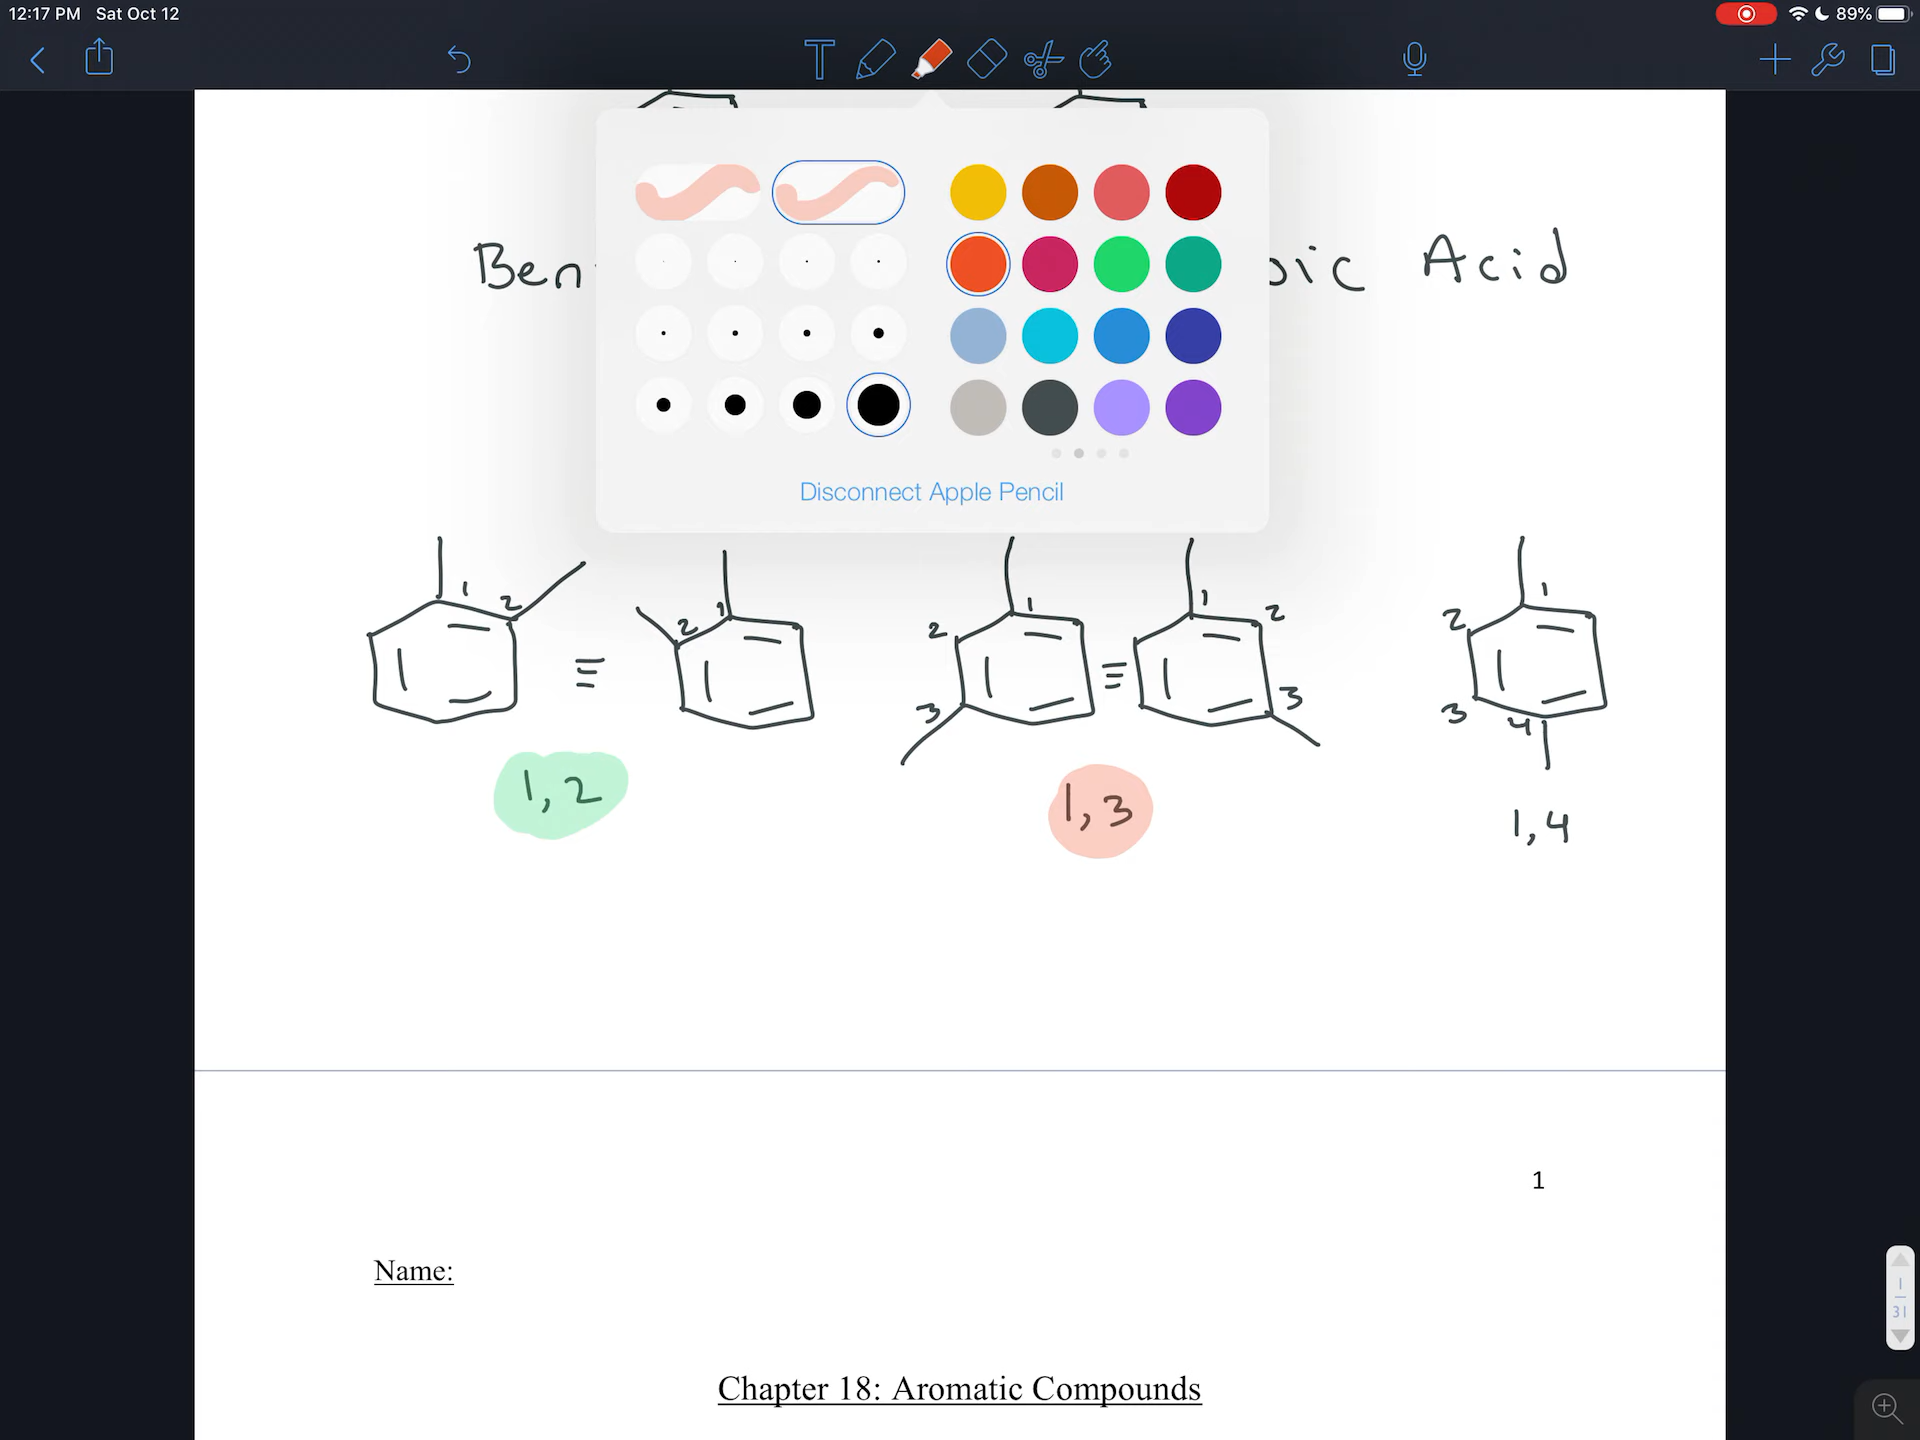 12:17 PM Sat Oct 12
89%
T
Ben
oic Acid
Disconnect Apple Pencil
1 2
2 1
1 2 3
1 2 3
1 2 3 4
1,2
1,3
1,4
1
Name:
1
31
Chapter 18: Aromatic Compounds